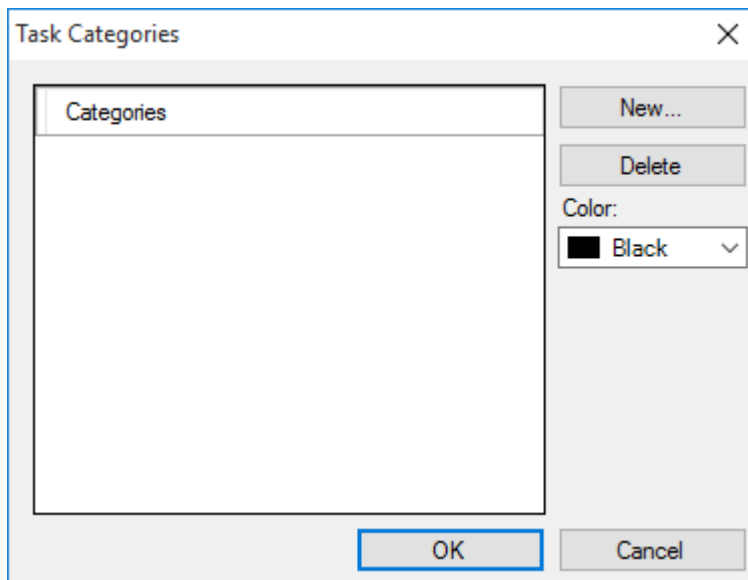 Task Categories
Categories
New...
Delete
Color:
Black
OK
Cancel